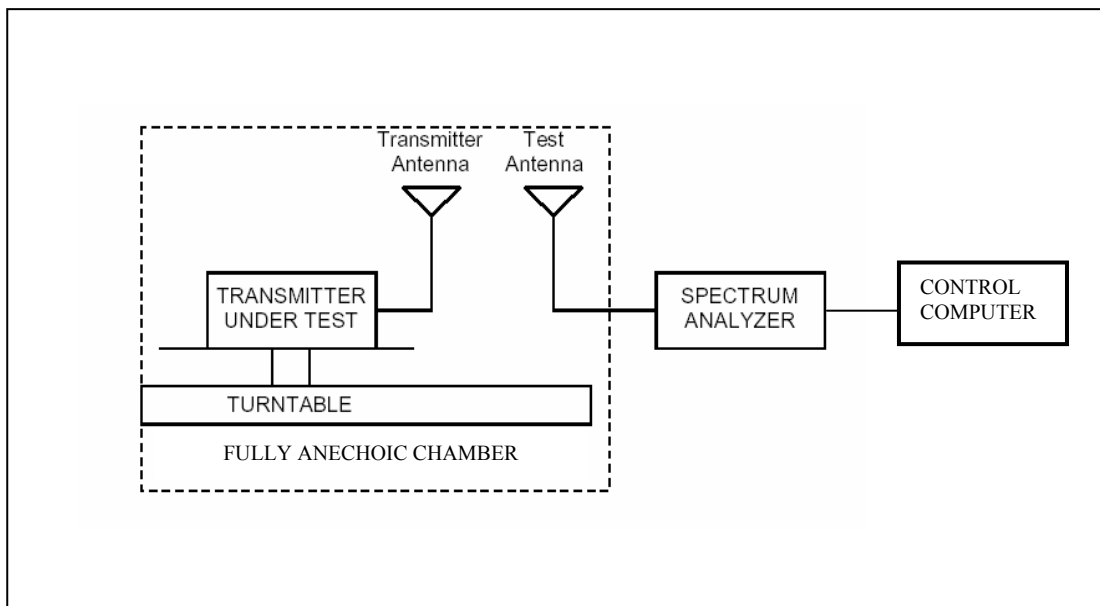 Transmitter
Antenna
Test
Antenna
TRANSMITTER
UNDER TEST
SPECTRUM
ANALYZER
CONTROL
COMPUTER
TURNTABLE
FULLY ANECHOIC CHAMBER